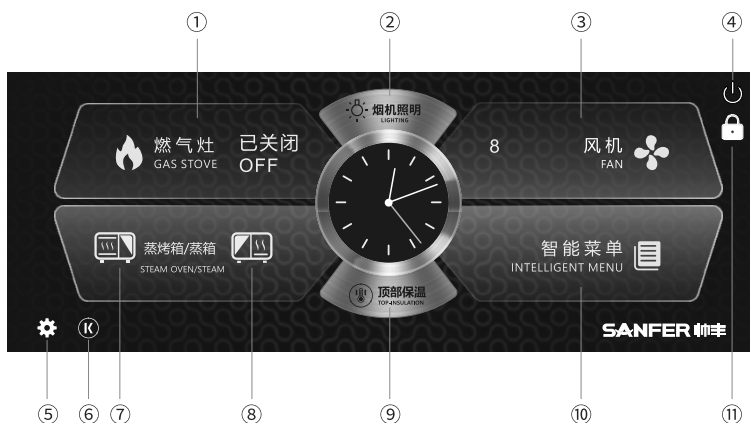 ① ② ③ ④
烟机照明
LIGHTING
燃气灶 已关闭
GAS STOVE OFF
8 风机
FAN
蒸烤箱/蒸箱
STEAM OVEN/STEAM
智能菜单
INTELLIGENT MENU
顶部保温
TOP-INSULATION
K
SANFER 帅丰
⑤ ⑥ ⑦ ⑧ ⑨ ⑩ ⑪